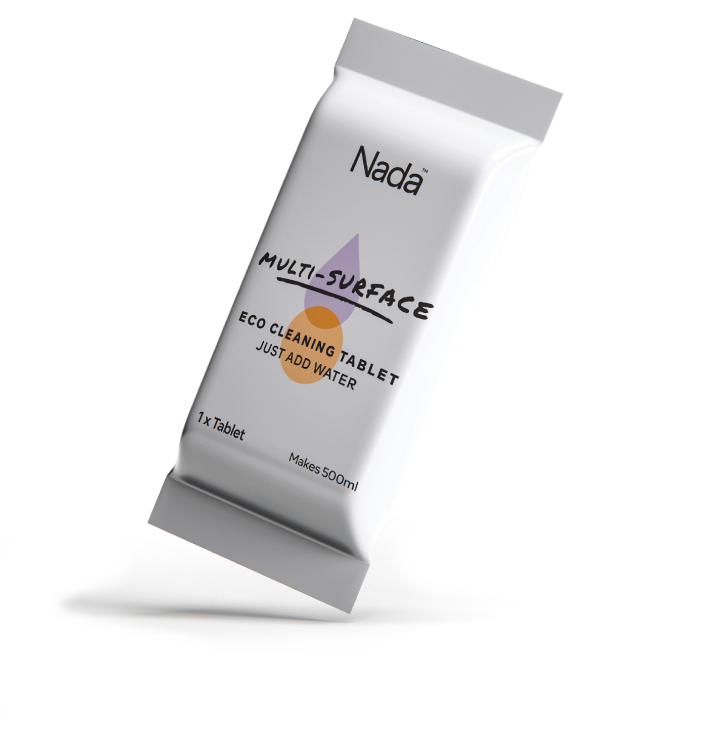 Nada™
MULTI-SURFACE
ECO CLEANING TABLET
JUST ADD WATER
1 x Tablet
Makes 500ml